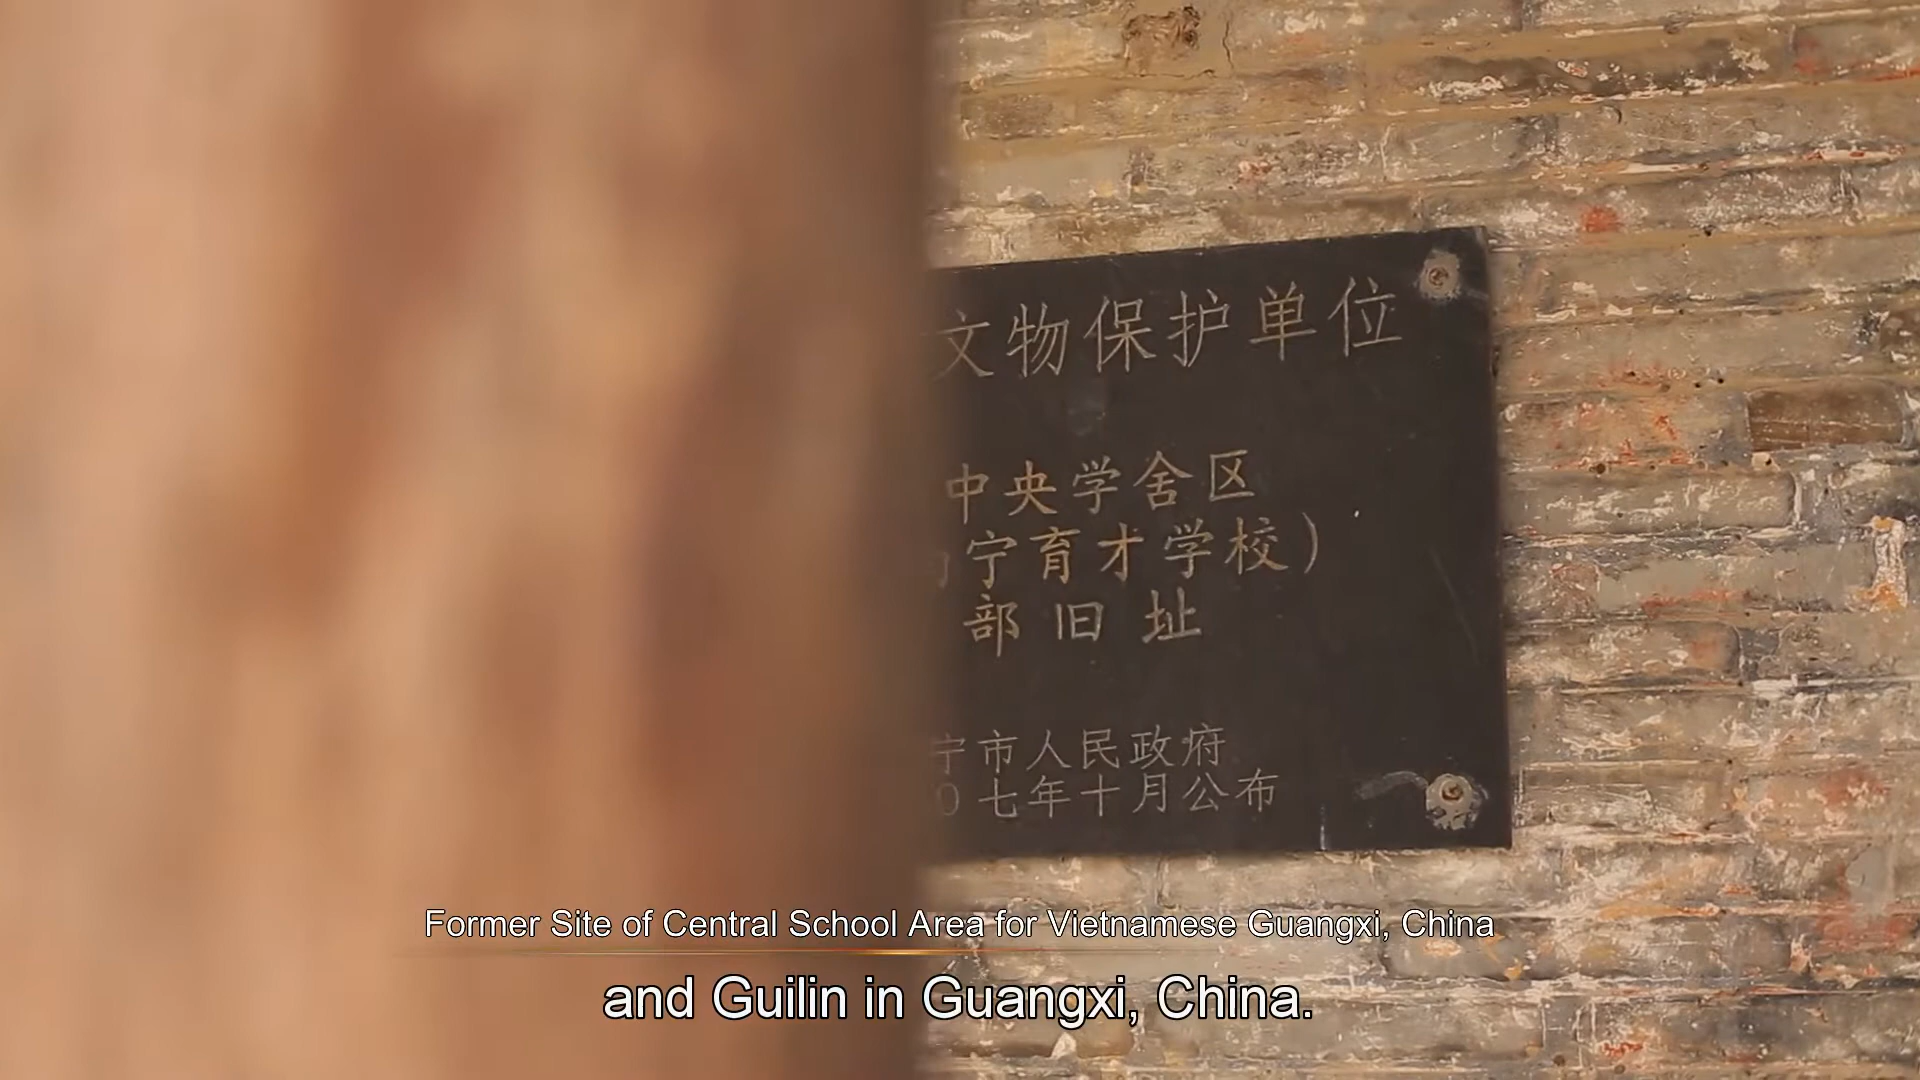 文物保护单位
中央学舍区
宁育才学校)
部旧址
宁市人民政府
0七年十月公布
Former Site of Central School Area for Vietnamese Guangxi, China
and Guilin in Guangxi, China.